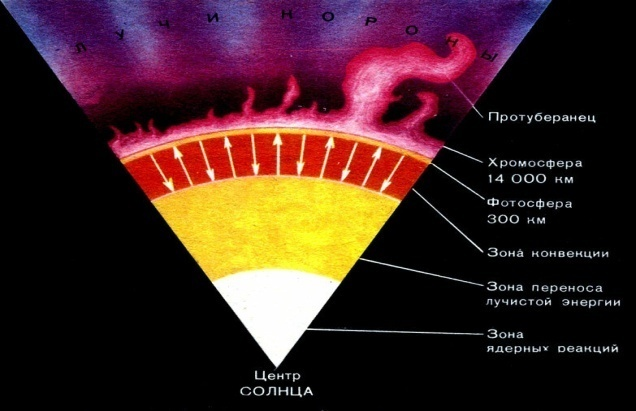 ЛУЧИ КОРОНЫ
Протуберанец
Хромосфера
14 000 км
Фотосфера
300 км
Зона конвекции
Зона переноса
лучистой энергии
Зона
ядерных реакций
Центр
СОЛНЦА